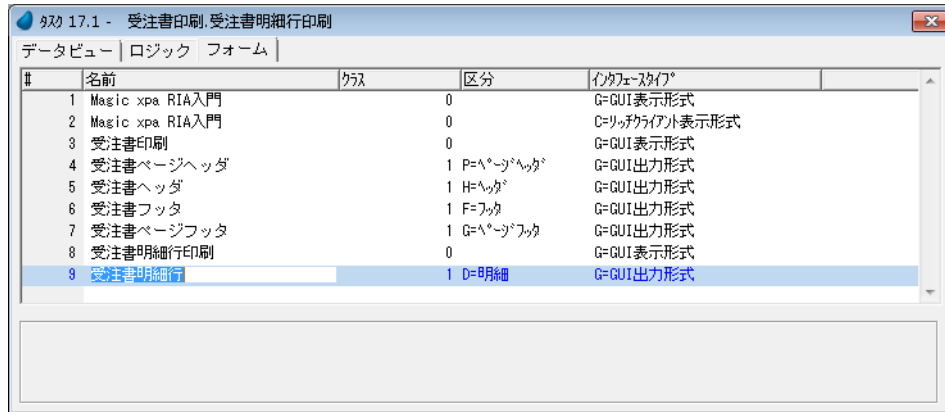 ﾀｽｸ 17.1 - 受注書印刷.受注書明細行印刷
データビュー ロジック フォーム
# 名前 ｸﾗｽ 区分 ｲﾝﾀﾌｪｰｽﾀｲﾌﾟ
1 Magic xpa RIA入門 0 G=GUI表示形式
2 Magic xpa RIA入門 0 C=ﾘｯﾁｸﾗｲｱﾝﾄ表示形式
3 受注書印刷 0 G=GUI表示形式
4 受注書ページヘッダ 1 P=ﾍﾟｰｼﾞﾍｯﾀﾞ G=GUI出力形式
5 受注書ヘッダ 1 H=ﾍｯﾀﾞ G=GUI出力形式
6 受注書フッタ 1 F=ﾌｯﾀ G=GUI出力形式
7 受注書ページフッタ 1 G=ﾍﾟｰｼﾞﾌｯﾀ G=GUI出力形式
8 受注書明細行印刷 0 G=GUI表示形式
9 受注書明細行 1 D=明細 G=GUI出力形式